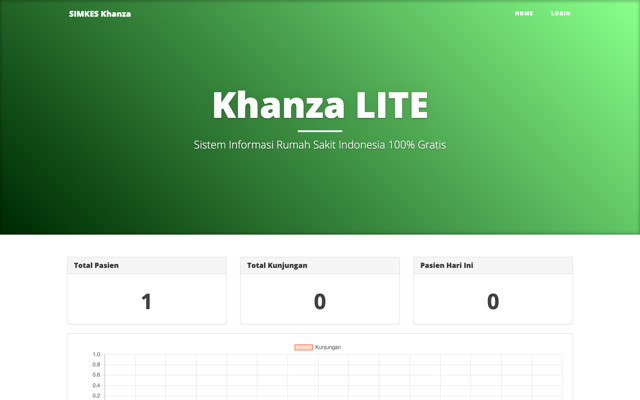 SIMKES Khanza
HOME
LOGIN
Khanza LITE
Sistem Informasi Rumah Sakit Indonesia 100% Gratis
Total Pasien
1
Total Kunjungan
0
Pasien Hari Ini
0
Kunjungan
1.0
0.8
0.6
0.4
0.2